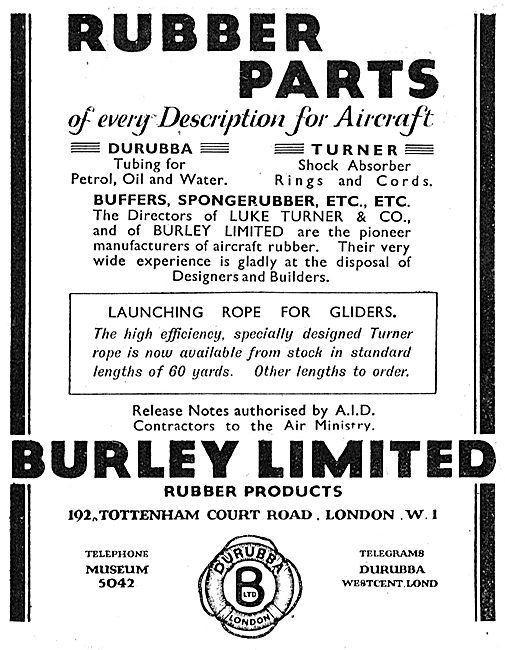 RUBBER
PARTS
of every Description for Aircraft
DURUBBA
Tubing for
Petrol, Oil and Water.
TURNER
Shock Absorber
Rings and Cords.
BUFFERS, SPONGERUBBER, ETC., ETC.
The Directors of LUKE TURNER & CO.,
and of BURLEY LIMITED are the pioneer
manufacturers of aircraft rubber. Their very
wide experience is gladly at the disposal of
Designers and Builders.
LAUNCHING ROPE FOR GLIDERS.
The high efficiency, specially designed Turner
rope is now available from stock in standard
lengths of 60 yards. Other lengths to order.
Release Notes authorised by A.I.D.
Contractors to the Air Ministry.
BURLEY LIMITED
RUBBER PRODUCTS
192, TOTTENHAM COURT ROAD, LONDON .W.1
TELEPHONE
MUSEUM
5042
DURUBBA
B
LTD
LONDON
TELEGRAMS
DURUBBA
WESTCENT, LOND